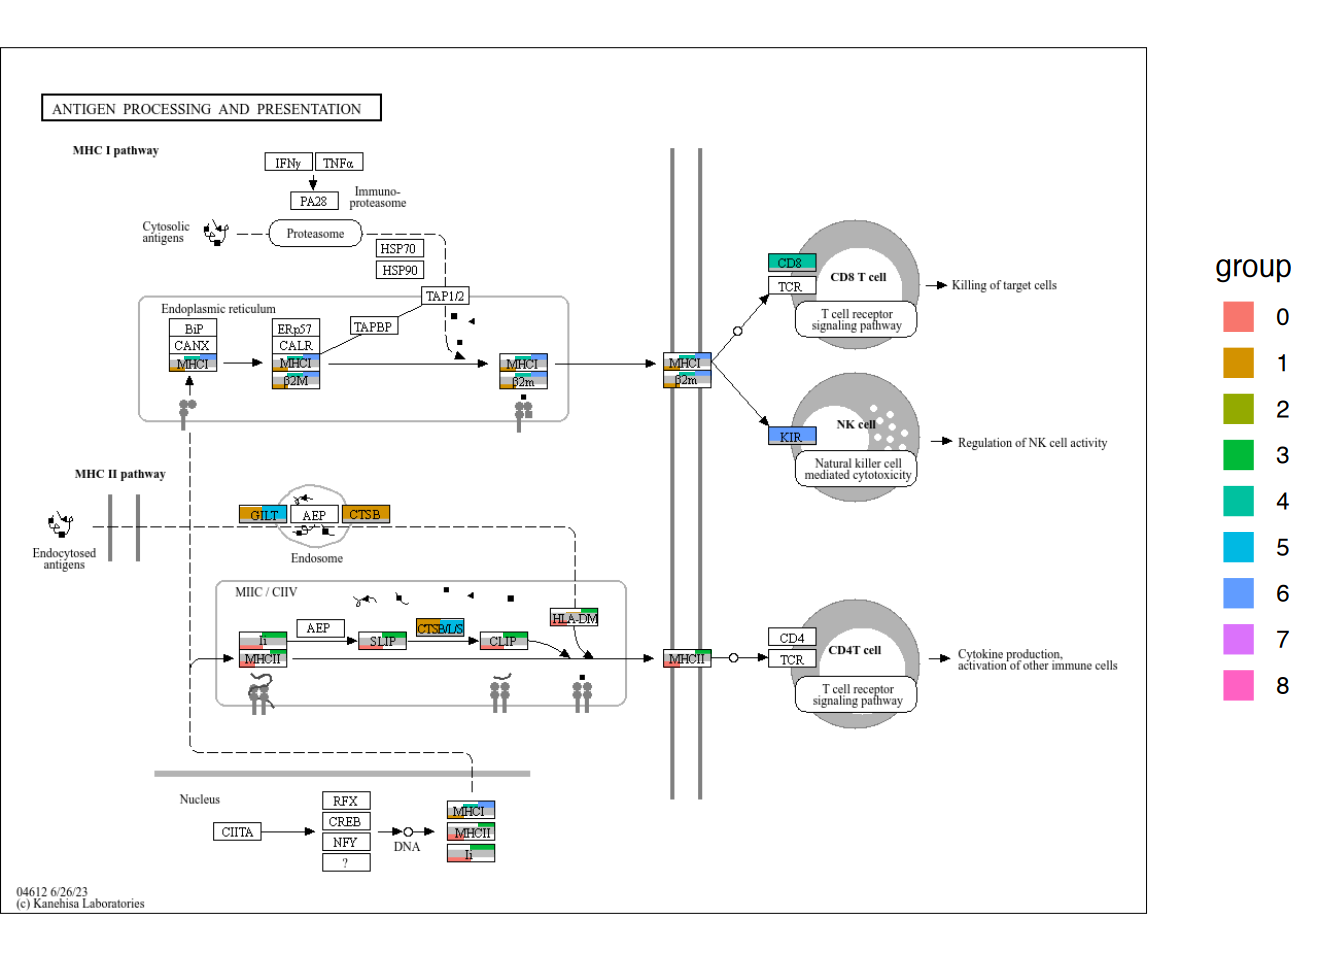 ANTIGEN PROCESSING AND PRESENTATION
MHC I pathway
IFNγ
TNFα
PA28
Immuno-
proteasome
Cytosolic
antigens
Proteasome
HSP70
HSP90
TAP1/2
Endoplasmic reticulum
BiP
CANX
MHCI
ERp57
CALR
MHCI
β2M
TAPBP
MHCI
β2m
MHCI
β2m
CD8
TCR
CD8 T cell
T cell receptor
signaling pathway
Killing of target cells
KIR
NK cell
Natural killer cell
mediated cytotoxicity
Regulation of NK cell activity
MHC II pathway
Endocytosed
antigens
GILT
AEP
CTSB
Endosome
MIIC / CIIV
Ii
MHCII
AEP
SLIP
CTSB/L/S
CLIP
HLA-DM
MHCII
CD4
TCR
CD4T cell
T cell receptor
signaling pathway
Cytokine production,
activation of other immune cells
Nucleus
CIITA
RFX
CREB
NFY
?
DNA
MHCI
MHCII
Ii
04612 6/26/23
(c) Kanehisa Laboratories
group
0
1
2
3
4
5
6
7
8